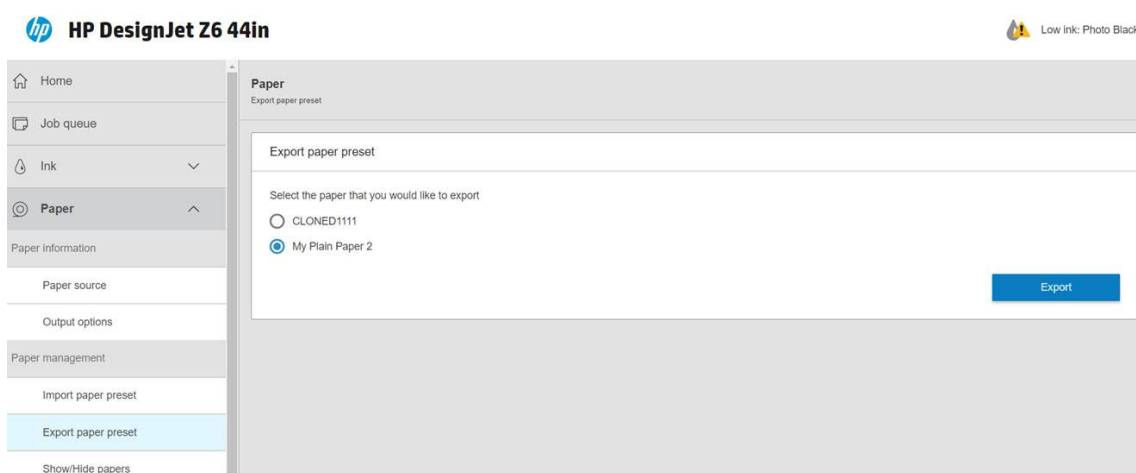 hp HP DesignJet Z6 44in
Low ink: Photo Black
Home
Job queue
Ink
Paper
Paper information
Paper source
Output options
Paper management
Import paper preset
Export paper preset
Show/Hide papers
Paper
Export paper preset
Export paper preset
Select the paper that you would like to export
CLONED1111
My Plain Paper 2
Export